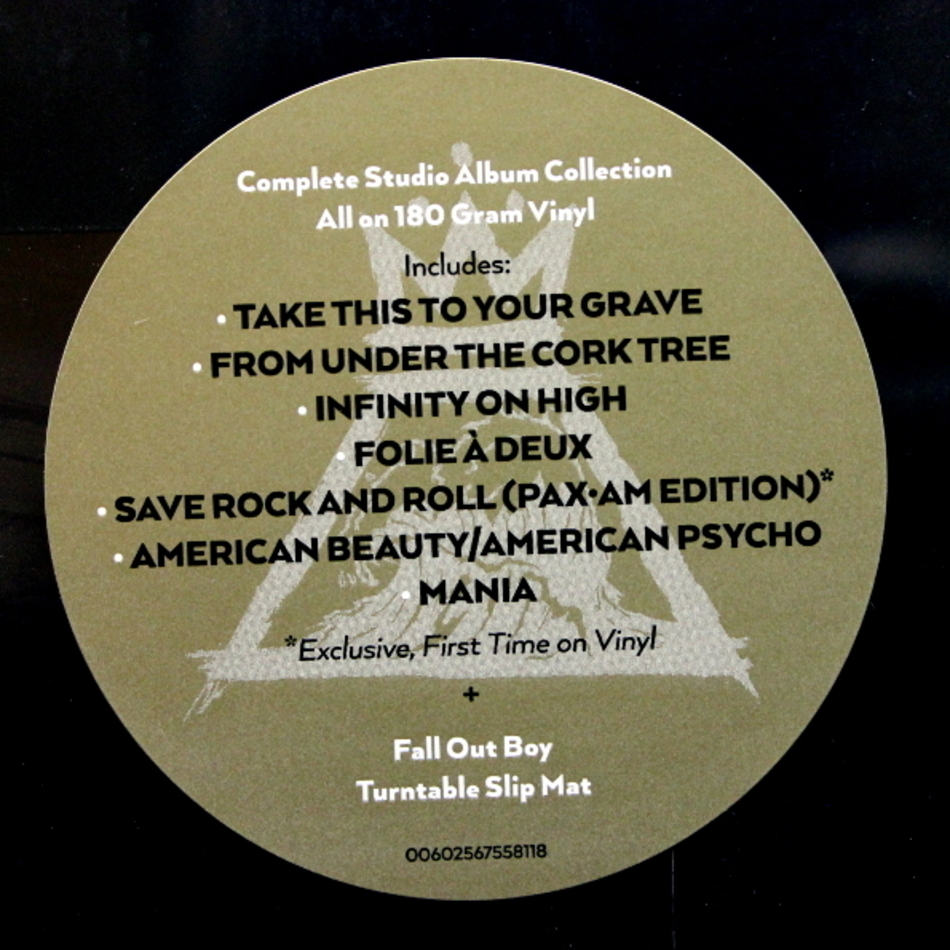 Complete Studio Album Collection
All on 180 Gram Vinyl
Includes:
• TAKE THIS TO YOUR GRAVE
• FROM UNDER THE CORK TREE
• INFINITY ON HIGH
• FOLIE À DEUX
• SAVE ROCK AND ROLL (PAX•AM EDITION)*
• AMERICAN BEAUTY/AMERICAN PSYCHO
• MANIA
*Exclusive, First Time on Vinyl
+
Fall Out Boy
Turntable Slip Mat
00602567558118